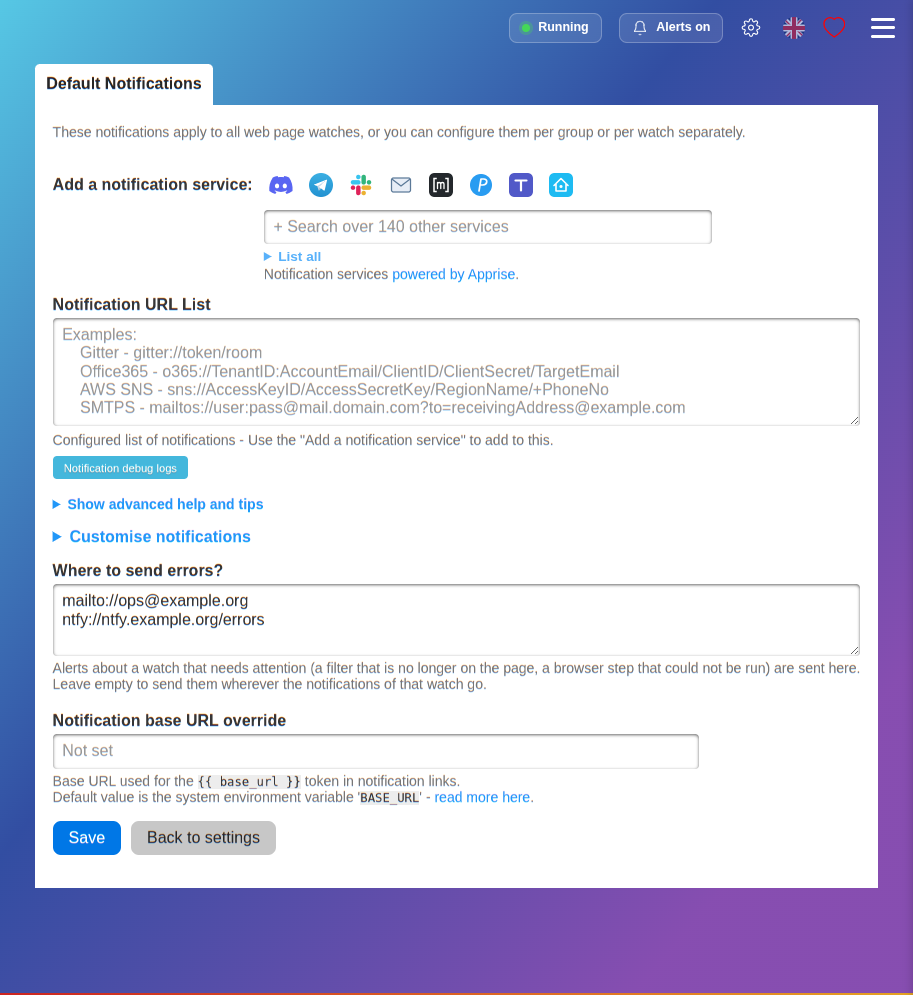 Running
Alerts on
Default Notifications
These notifications apply to all web page watches, or you can configure them per group or per watch separately.
Add a notification service:
[m]
+ Search over 140 other services
▶ List all
Notification services powered by Apprise.
Notification URL List
Examples:
Gitter - gitter://token/room
Office365 - o365://TenantID:AccountEmail/ClientID/ClientSecret/TargetEmail
AWS SNS - sns://AccessKeyID/AccessSecretKey/RegionName/+PhoneNo
SMTPS - mailtos://user:pass@mail.domain.com?to=receivingAddress@example.com
Configured list of notifications - Use the "Add a notification service" to add to this.
Notification debug logs
▶ Show advanced help and tips
▶ Customise notifications
Where to send errors?
mailto://ops@example.org
ntfy://ntfy.example.org/errors
Alerts about a watch that needs attention (a filter that is no longer on the page, a browser step that could not be run) are sent here.
Leave empty to send them wherever the notifications of that watch go.
Notification base URL override
Not set
Base URL used for the {{ base_url }} token in notification links.
Default value is the system environment variable 'BASE_URL' - read more here.
Save
Back to settings